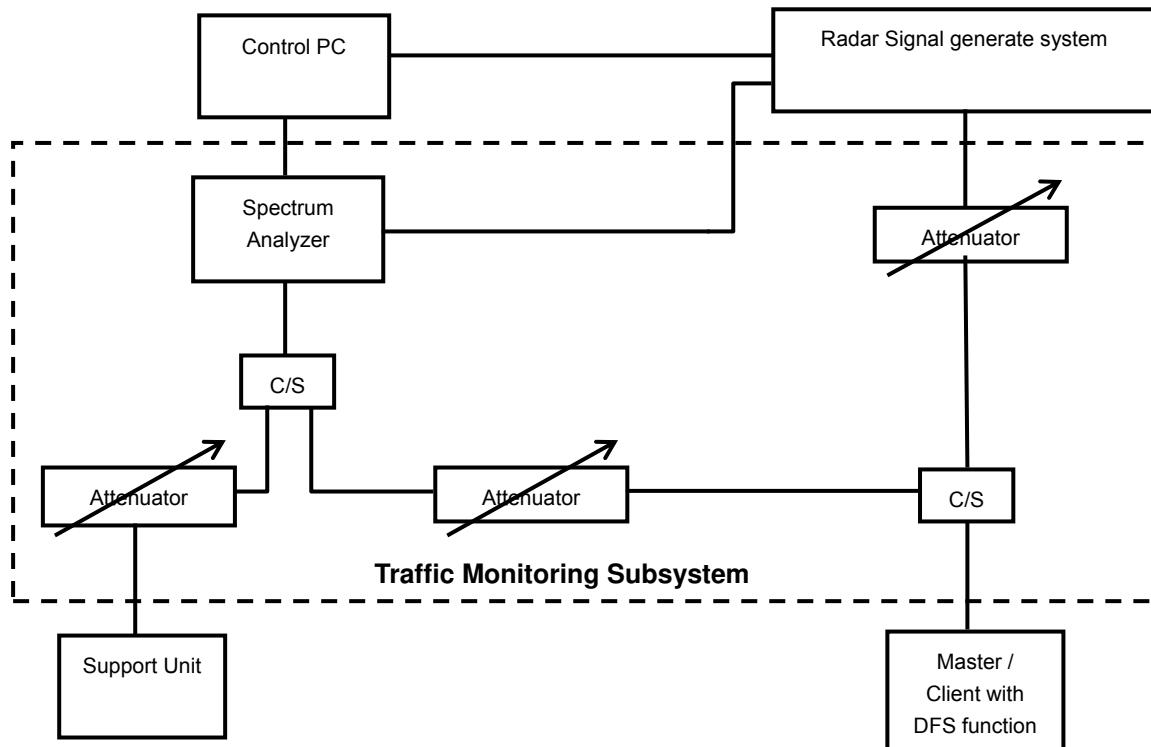 Control PC
Radar Signal generate system
Spectrum
Analyzer
Attenuator
C/S
Attenuator
Attenuator
C/S
Traffic Monitoring Subsystem
Support Unit
Master /
Client with
DFS function